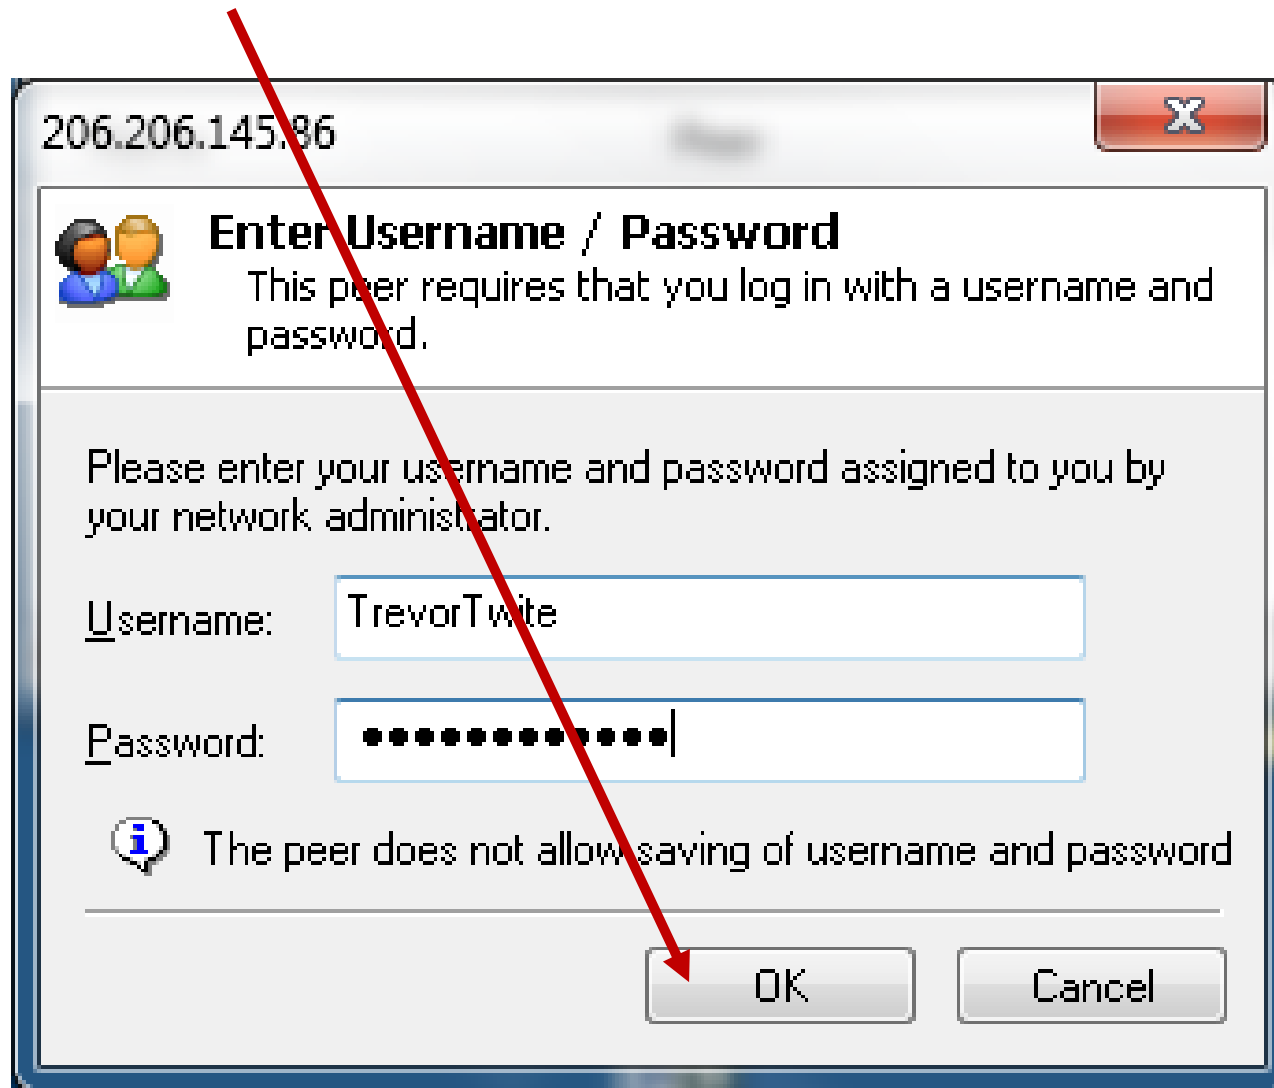 206.206.145.86
Enter Username / Password
This peer requires that you log in with a username and
password.
Please enter your username and password assigned to you by
your network administrator.
Username:
TrevorTwite
Password:
●●●●●●●●●●●●
The peer does not allow saving of username and password
OK
Cancel